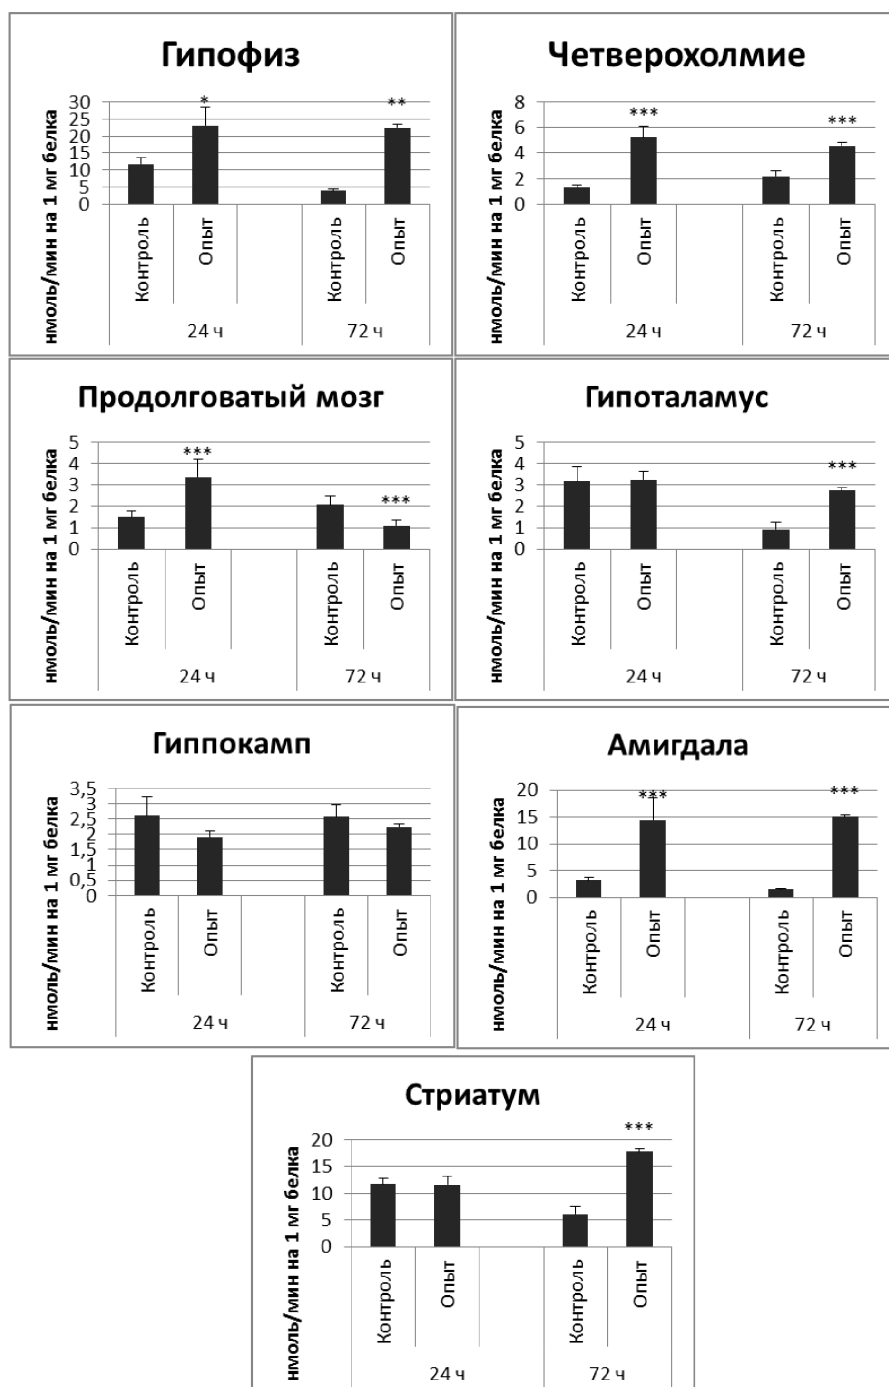 Гипофиз
нмоль/мин на 1 мг белка
30
25
20
15
10
5
0
*
**
Контроль
Опыт
Контроль
Опыт
24 ч
72 ч
Четверохолмие
нмоль/мин на 1 мг белка
8
6
4
2
0
***
***
Контроль
Опыт
Контроль
Опыт
24 ч
72 ч
Продолговатый мозг
нмоль/мин на 1 мг белка
5
4
3
2
1
0
***
***
Контроль
Опыт
Контроль
Опыт
24 ч
72 ч
Гипоталамус
нмоль/мин на 1 мг белка
5
4
3
2
1
0
***
Контроль
Опыт
Контроль
Опыт
24 ч
72 ч
Гиппокамп
нмоль/мин на 1 мг белка
3,5
3
2,5
2
1,5
1
0,5
0
Контроль
Опыт
Контроль
Опыт
24 ч
72 ч
Амигдала
нмоль/мин на 1 мг белка
20
15
10
5
0
***
***
Контроль
Опыт
Контроль
Опыт
24 ч
72 ч
Стриатум
нмоль/мин на 1 мг белка
20
15
10
5
0
***
Контроль
Опыт
Контроль
Опыт
24 ч
72 ч